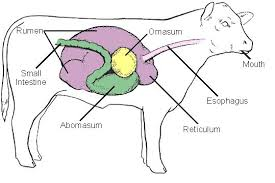 Rumen
Omasum
Small
Intestine
Mouth
Esophagus
Abomasum
Reticulum